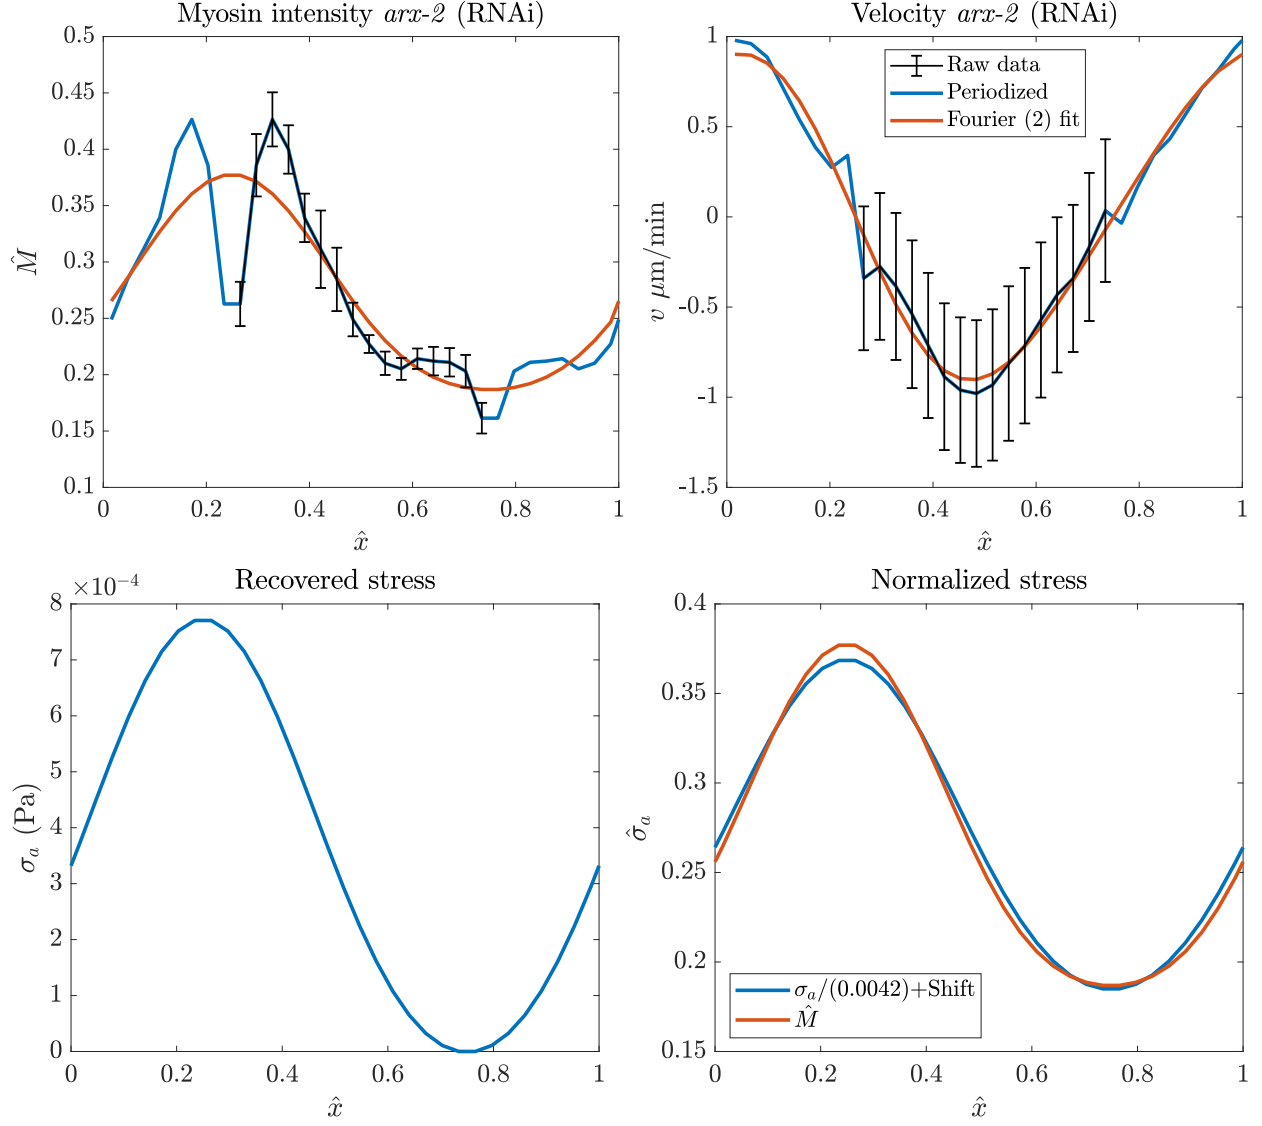 Myosin intensity arx-2 (RNAi)
0.5
0.45
0.4
0.35
0.3
0.25
0.2
0.15
0.1
M̂
0 0.2 0.4 0.6 0.8 1
x̂
Velocity arx-2 (RNAi)
1
0.5
0
-0.5
-1
-1.5
v μm/min
Raw data
Periodized
Fourier (2) fit
0 0.2 0.4 0.6 0.8 1
x̂
Recovered stress
×10⁻⁴
8
7
6
5
4
3
2
1
0
σₐ (Pa)
0 0.2 0.4 0.6 0.8 1
x̂
Normalized stress
0.4
0.35
0.3
0.25
0.2
0.15
σ̂ₐ
σₐ/(0.0042)+Shift
M̂
0 0.2 0.4 0.6 0.8 1
x̂